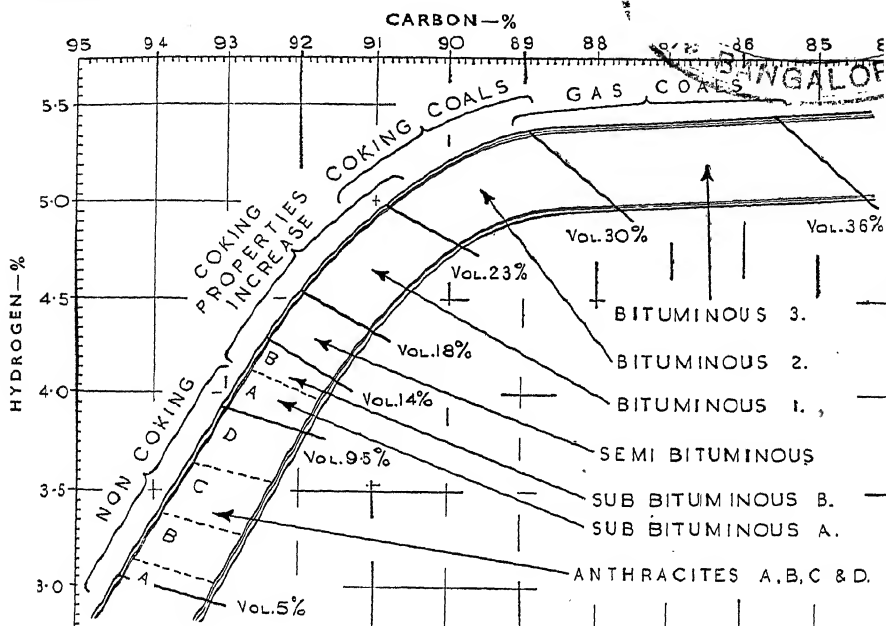 CARBON—%
95 94 93 92 91 90 89 88 87 86 85
BANGALOR
HYDROGEN—%
5·5
5·0
4·5
4·0
3·5
3·0
NON COKING
COKING
PROPERTIES
INCREASE
COKING COALS
GAS COALS
VOL.36%
VOL.30%
VOL.23%
VOL.18%
VOL.14%
VOL.9·5%
VOL.5%
B
A
D
C
B
A
BITUMINOUS 3.
BITUMINOUS 2.
BITUMINOUS 1.
SEMI BITUMINOUS
SUB BITUMINOUS B.
SUB BITUMINOUS A.
ANTHRACITES A, B, C & D.